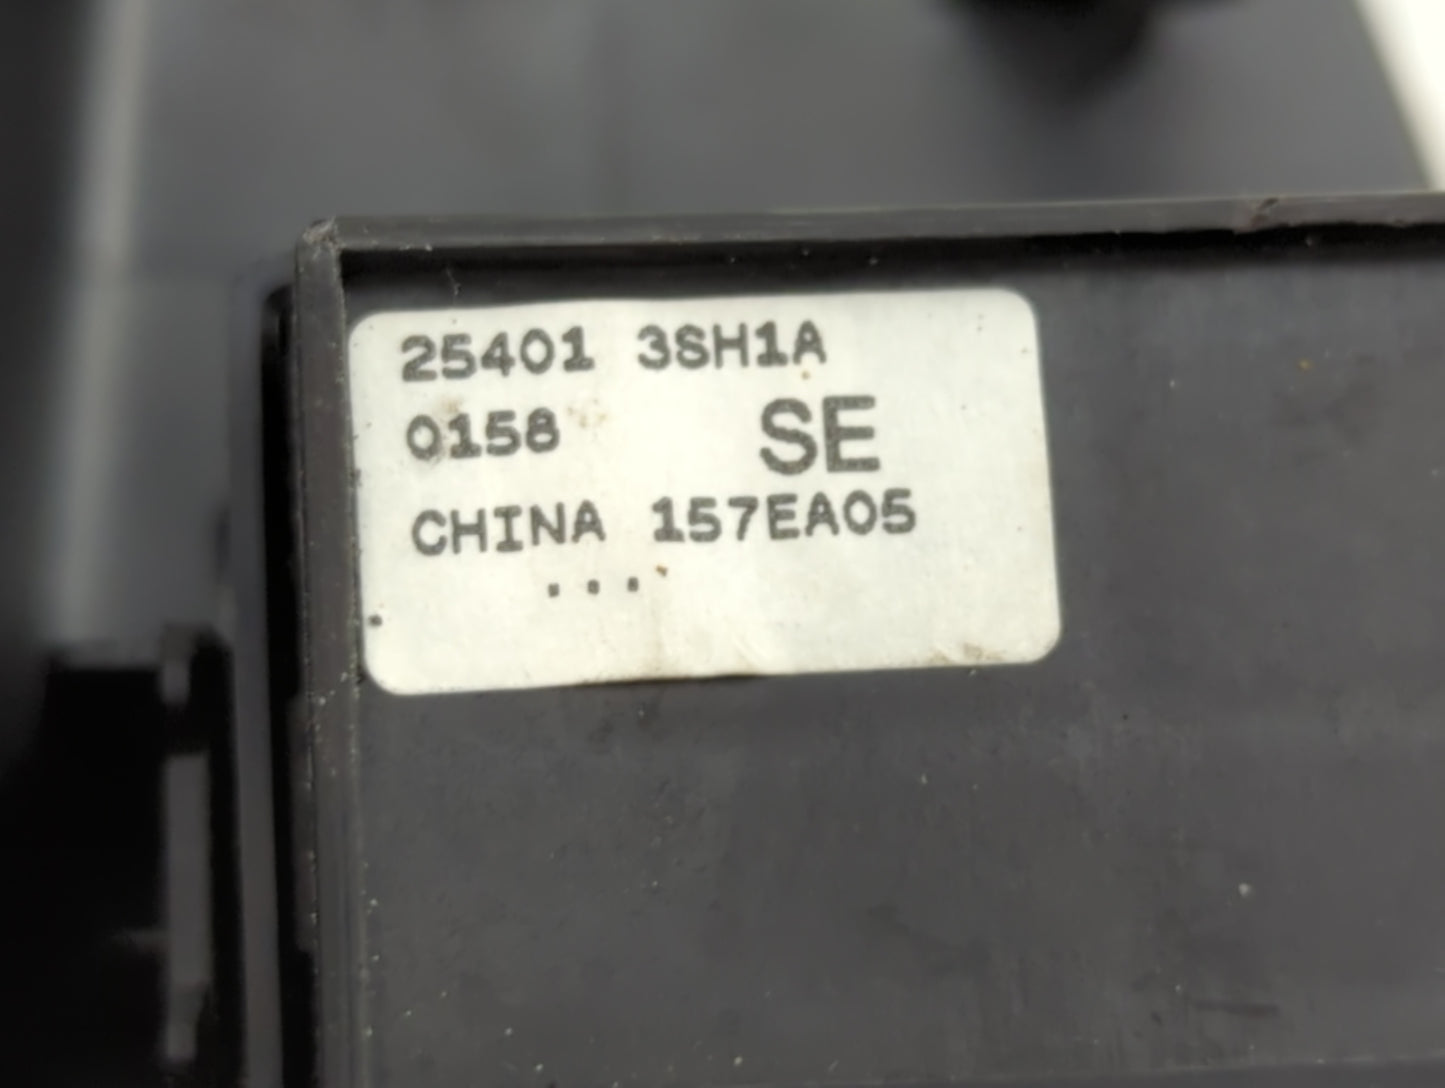 25401 3SH1A
0158 SE
CHINA 157EA05
...